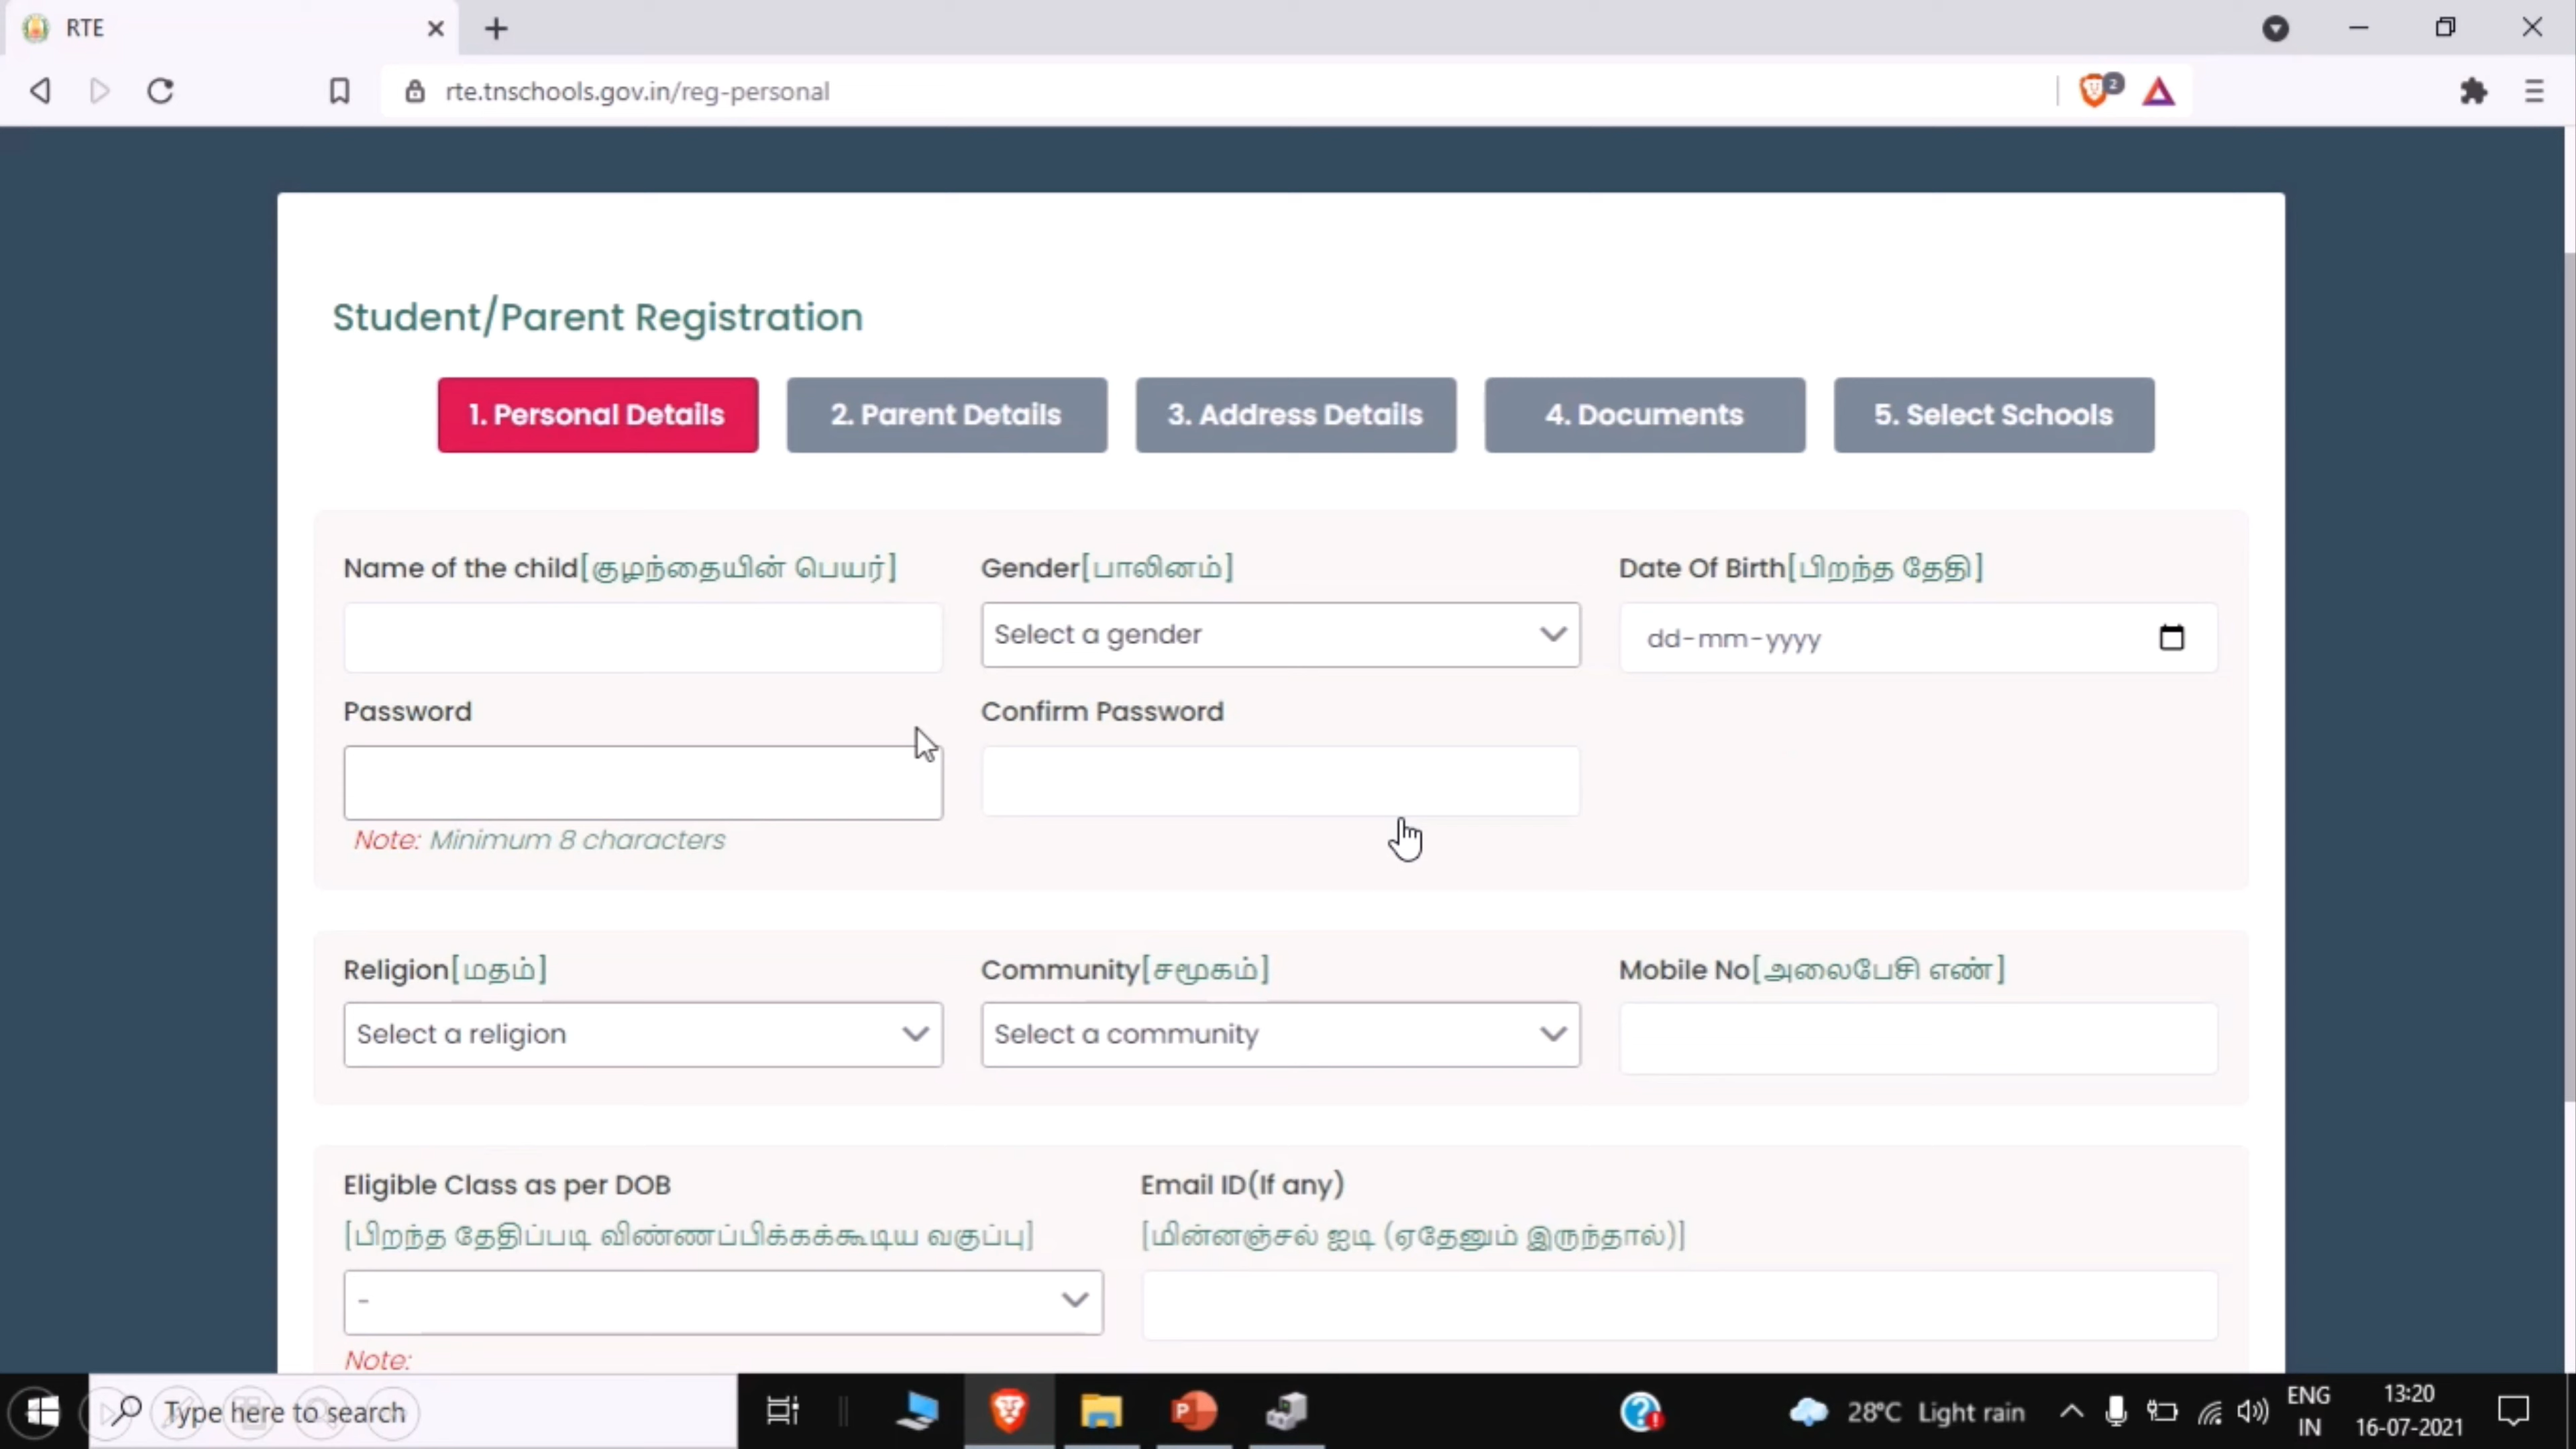 RTE
rte.tnschools.gov.in/reg-personal
2
Student/Parent Registration
1. Personal Details 2. Parent Details 3. Address Details 4. Documents 5. Select Schools
Name of the child[குழந்தையின் பெயர்] Gender[பாலினம்] Date Of Birth[பிறந்த தேதி]
Select a gender dd-mm-yyyy
Password Confirm Password
Note: Minimum 8 characters
Religion[மதம்] Community[சமூகம்] Mobile No[அலைபேசி எண்]
Select a religion Select a community
Eligible Class as per DOB Email ID(If any)
[பிறந்த தேதிப்படி விண்ணப்பிக்கக்கூடிய வகுப்பு] [மின்னஞ்சல் ஐடி (ஏதேனும் இருந்தால்)]
-
Note:
Type here to search P 28°C Light rain ENG 13:20
IN 16-07-2021